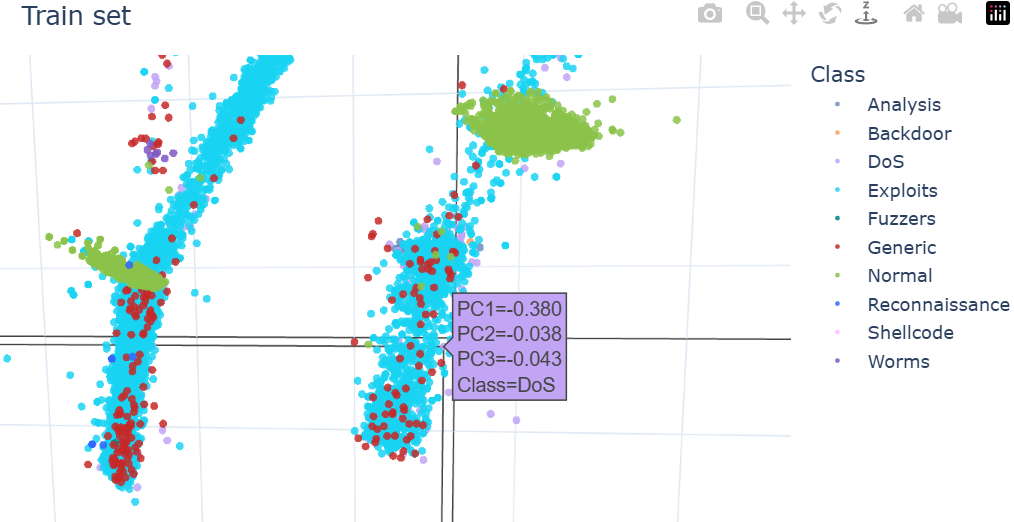 Train set
z
Class
Analysis
Backdoor
DoS
Exploits
Fuzzers
Generic
Normal
Reconnaissance
Shellcode
Worms
PC1=-0.380
PC2=-0.038
PC3=-0.043
Class=DoS